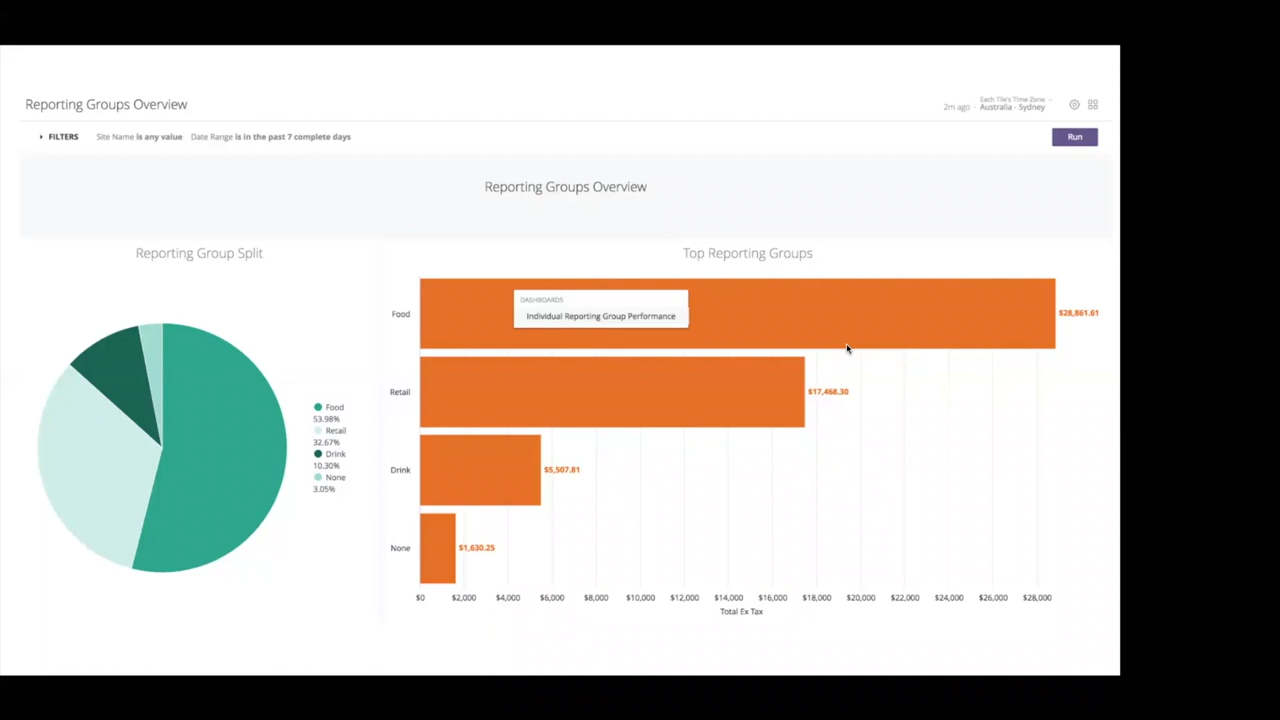 Reporting Groups Overview
Each Tile's Time Zone
2m ago · Australia - Sydney
FILTERS Site Name is any value Date Range is in the past 7 complete days
Run
Reporting Groups Overview
Reporting Group Split
Food
53.98%
Retail
32.67%
Drink
10.30%
None
3.05%
Top Reporting Groups
DASHBOARDS
Individual Reporting Group Performance
Food $28,861.61
Retail $17,468.30
Drink $5,507.81
None $1,630.25
$0 $2,000 $4,000 $6,000 $8,000 $10,000 $12,000 $14,000 $16,000 $18,000 $20,000 $22,000 $24,000 $26,000 $28,000
Total Ex Tax